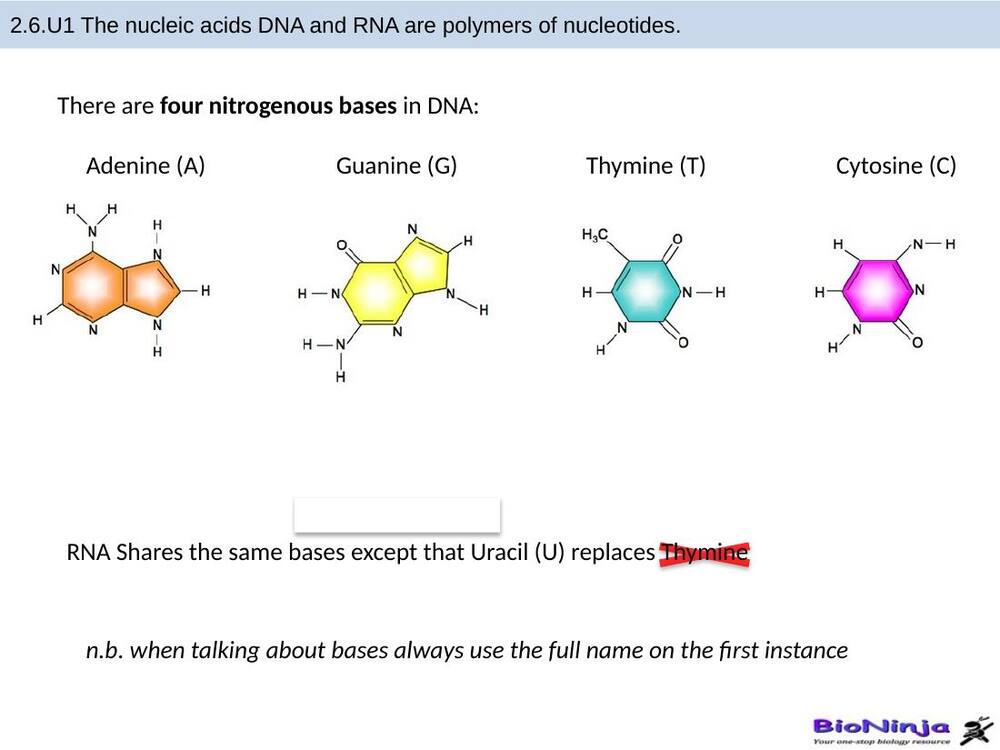 2.6.U1 The nucleic acids DNA and RNA are polymers of nucleotides.
There are four nitrogenous bases in DNA:
Adenine (A) Guanine (G) Thymine (T) Cytosine (C)
H H
N
H
N
N
H
H
N
N
H
N
H
O
H N
N
H
H N
N
H
H₃C
O
H
N H
N
H
O
H
N H
H
N
N
H
O
RNA Shares the same bases except that Uracil (U) replaces Thymine
n.b. when talking about bases always use the full name on the first instance
BioNinja
Your one-stop biology resource